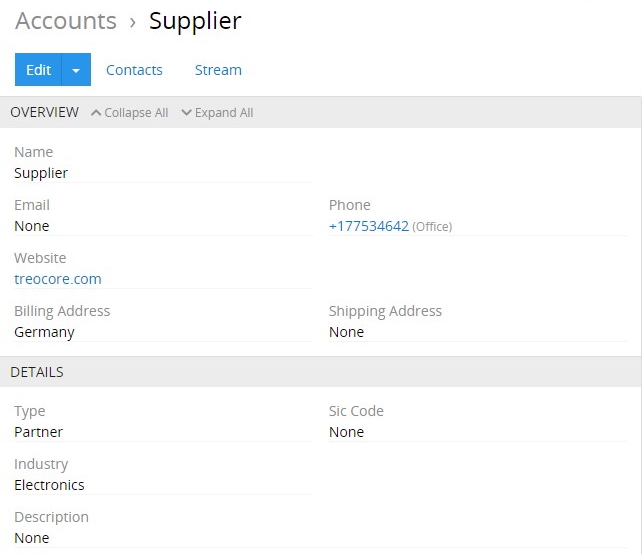 Accounts › Supplier
Edit Contacts Stream
OVERVIEW Collapse All Expand All
Name
Supplier
Email Phone
None +177534642 (Office)
Website
treocore.com
Billing Address Shipping Address
Germany None
DETAILS
Type Sic Code
Partner None
Industry
Electronics
Description
None